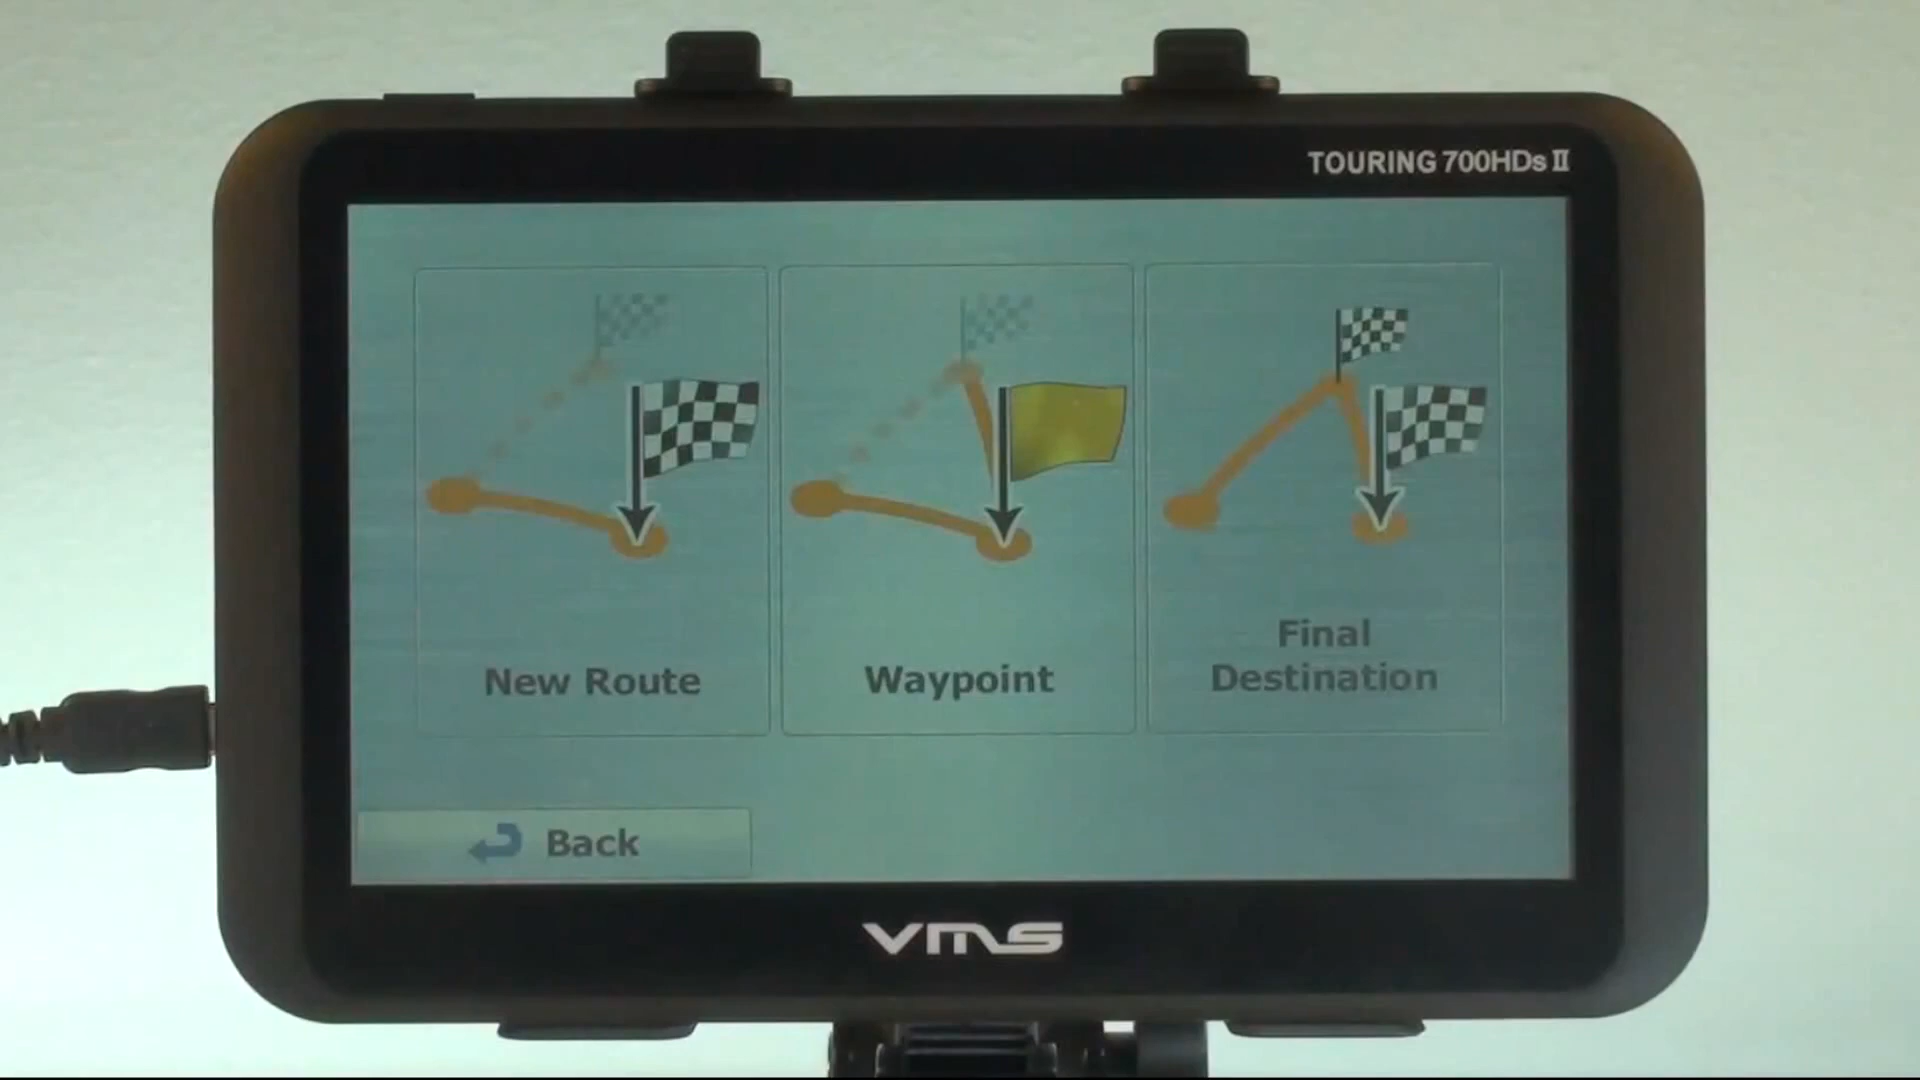 TOURING 700HDs II
New Route
Waypoint
Final
Destination
Back
VMS